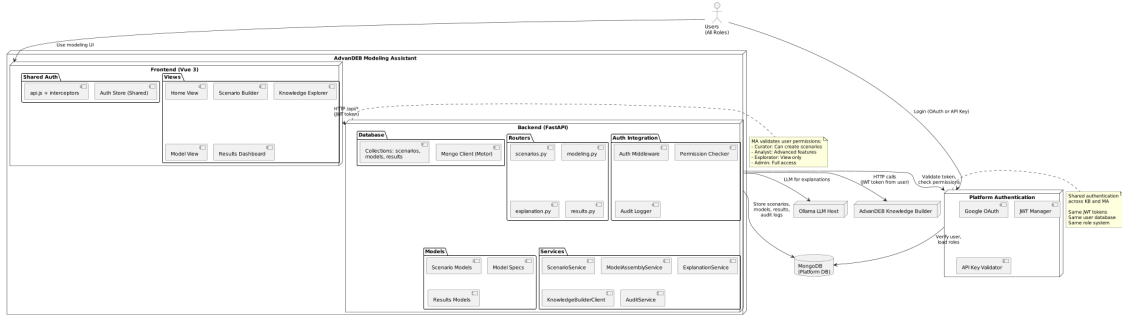 Users
(All Roles)
Use modeling UI
AdvanDEB Modeling Assistant
Frontend (Vue 3)
Shared Auth
api.js + interceptors
Auth Store (Shared)
Views
Home View
Scenario Builder
Knowledge Explorer
Model View
Results Dashboard
HTTP /api/*
(JWT token)
Login (OAuth or API Key)
Backend (FastAPI)
Database
Collections: scenarios,
models, results
Mongo Client (Motor)
Routers
scenarios.py
modeling.py
explanation.py
results.py
Auth Integration
Auth Middleware
Permission Checker
Audit Logger
Models
Scenario Models
Model Specs
Results Models
Services
ScenarioService
ModelAssemblyService
ExplanationService
KnowledgeBuilderClient
AuditService
MA validates user permissions:
- Curator: Can create scenarios
- Analyst: Advanced features
- Explorer: View only
- Admin: Full access
LLM for explanations
HTTP calls
(JWT token from user)
Validate token,
check permissions
Store scenarios,
models, results,
audit logs
Ollama LLM Host
AdvanDEB Knowledge Builder
Verify user,
load roles
MongoDB
(Platform DB)
Platform Authentication
Google OAuth
JWT Manager
API Key Validator
Shared authentication
across KB and MA
Same JWT tokens
Same user database
Same role system